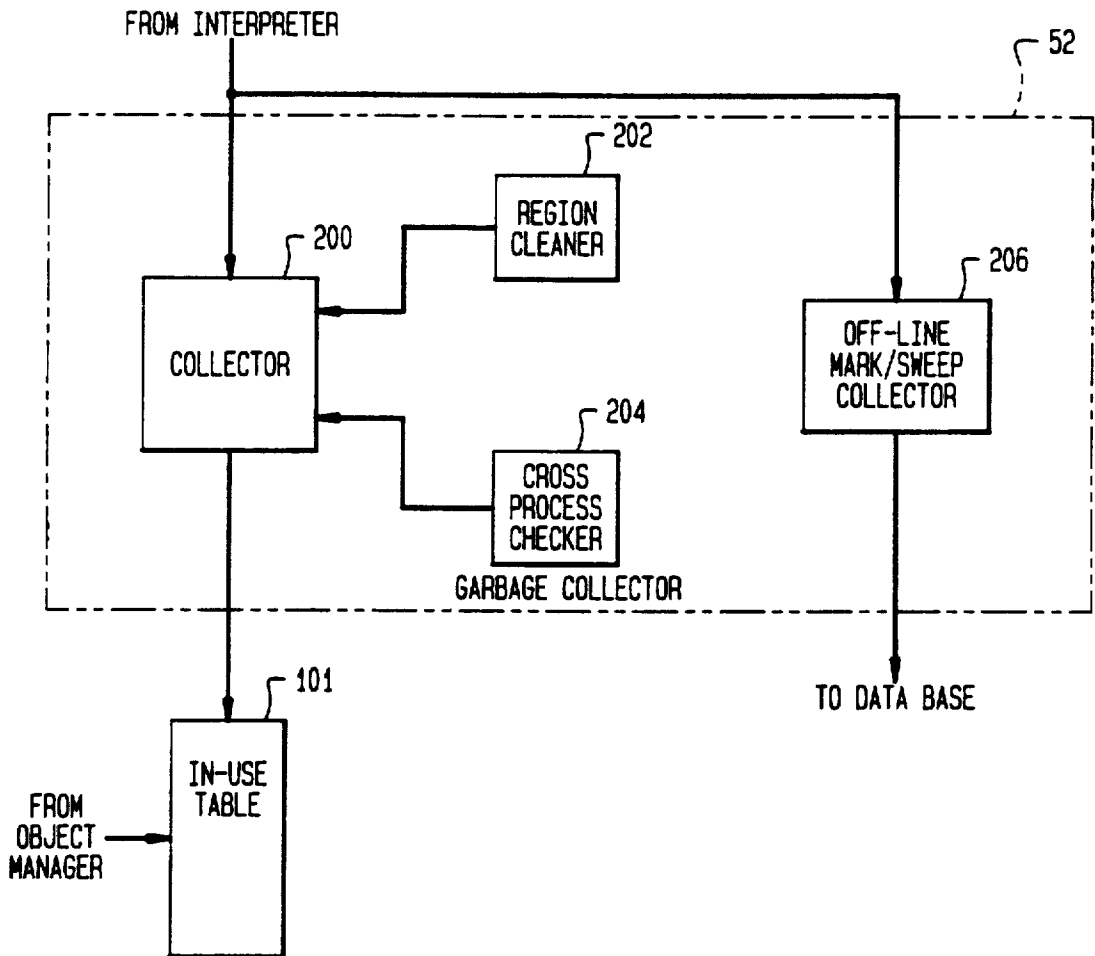 FROM INTERPRETER
52
202
REGION
CLEANER
200
COLLECTOR
206
OFF-LINE
MARK/SWEEP
COLLECTOR
204
CROSS
PROCESS
CHECKER
GARBAGE COLLECTOR
TO DATA BASE
101
IN-USE
TABLE
FROM
OBJECT
MANAGER